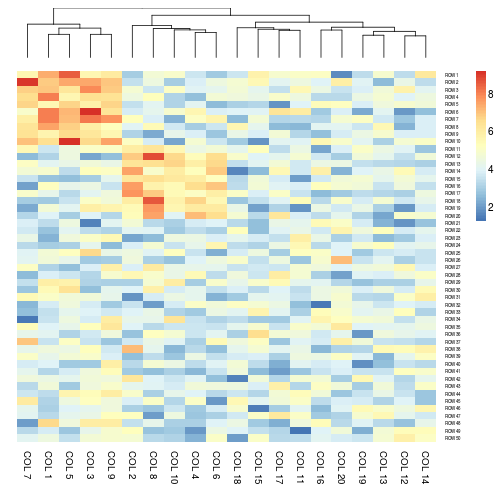 ROW 1
ROW 2
ROW 3
ROW 4
ROW 5
ROW 6
ROW 7
ROW 8
ROW 9
ROW 10
ROW 11
ROW 12
ROW 13
ROW 14
ROW 15
ROW 16
ROW 17
ROW 18
ROW 19
ROW 20
ROW 21
ROW 22
ROW 23
ROW 24
ROW 25
ROW 26
ROW 27
ROW 28
ROW 29
ROW 30
ROW 31
ROW 32
ROW 33
ROW 34
ROW 35
ROW 36
ROW 37
ROW 38
ROW 39
ROW 40
ROW 41
ROW 42
ROW 43
ROW 44
ROW 45
ROW 46
ROW 47
ROW 48
ROW 49
ROW 50
8
6
4
2
COL 7
COL 1
COL 5
COL 3
COL 9
COL 2
COL 8
COL 10
COL 4
COL 6
COL 18
COL 15
COL 17
COL 11
COL 16
COL 20
COL 19
COL 13
COL 12
COL 14